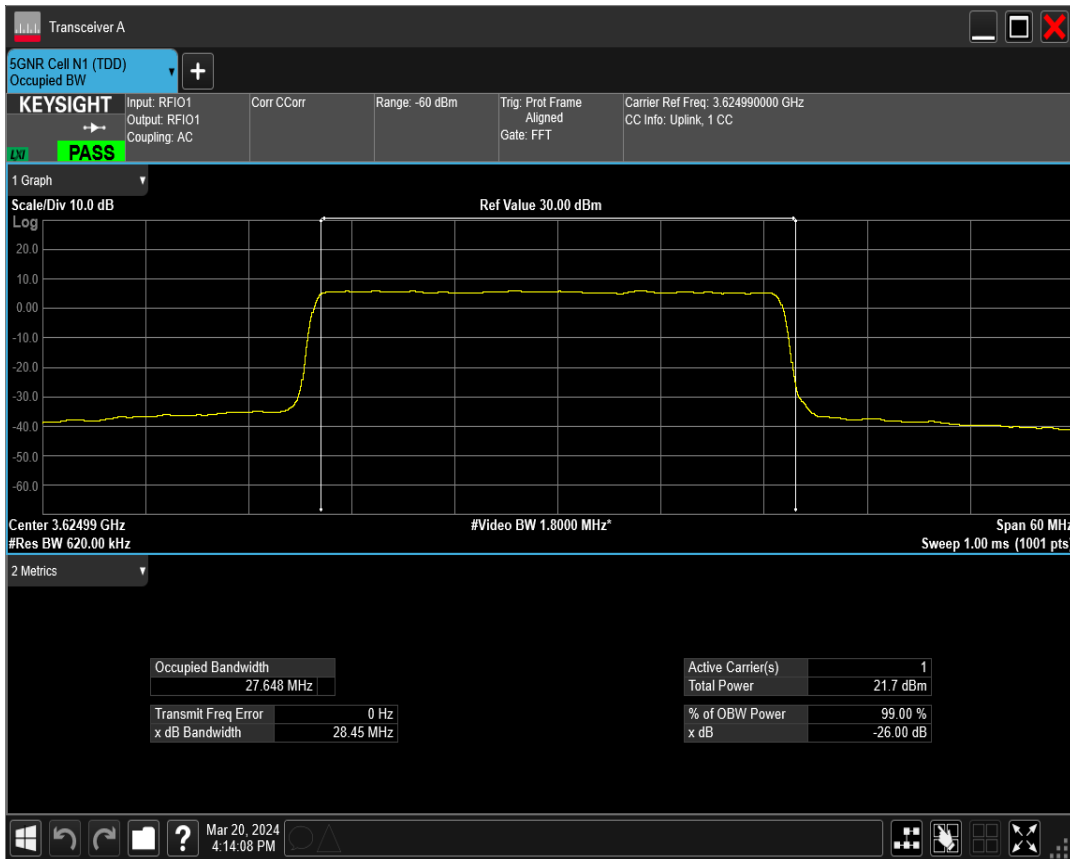 Transceiver A
5GNR Cell N1 (TDD)
Occupied BW
+
KEYSIGHT
LXI
PASS
Input: RFIO1
Output: RFIO1
Coupling: AC
Corr CCorr
Range: -60 dBm
Trig: Prot Frame
Aligned
Gate: FFT
Carrier Ref Freq: 3.624990000 GHz
CC Info: Uplink, 1 CC
1 Graph
Scale/Div 10.0 dB
Ref Value 30.00 dBm
Log
20.0
10.0
0.00
-10.0
-20.0
-30.0
-40.0
-50.0
-60.0
Center 3.62499 GHz
#Video BW 1.8000 MHz*
Span 60 MHz
#Res BW 620.00 kHz
Sweep 1.00 ms (1001 pts)
2 Metrics
Occupied Bandwidth
27.648 MHz
Transmit Freq Error 0 Hz
x dB Bandwidth 28.45 MHz
Active Carrier(s) 1
Total Power 21.7 dBm
% of OBW Power 99.00 %
x dB -26.00 dB
?
Mar 20, 2024
4:14:08 PM